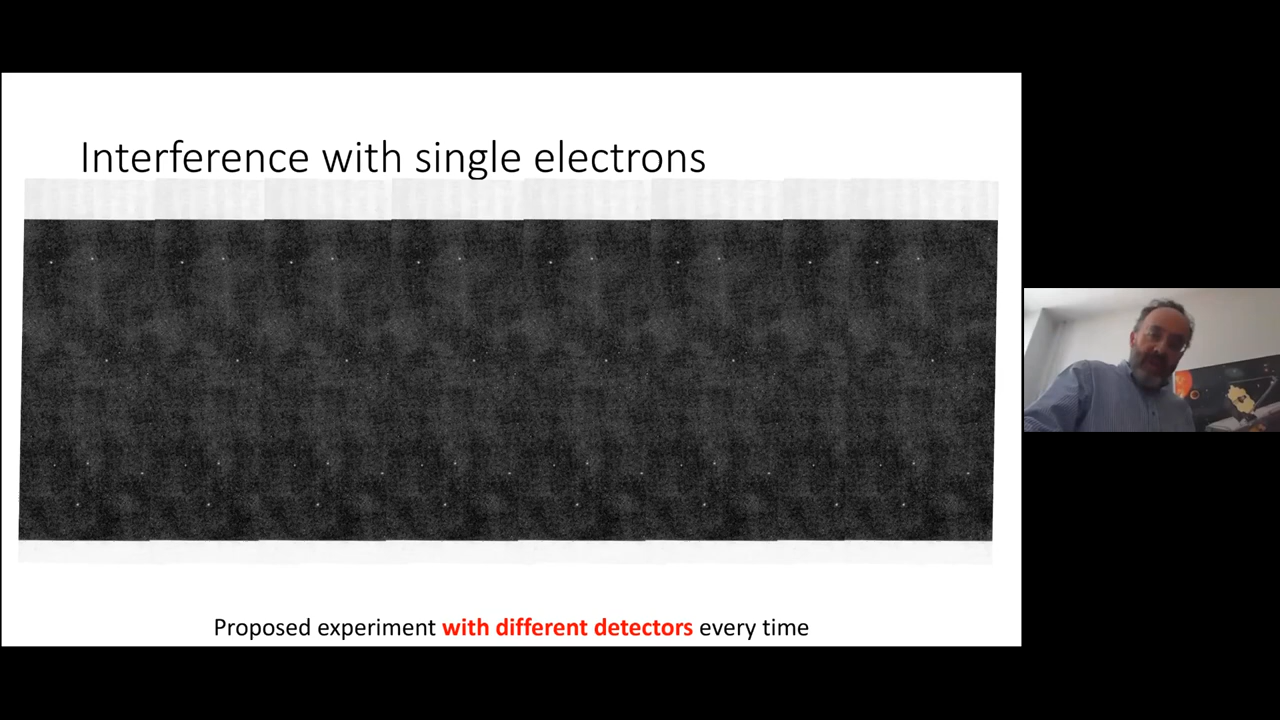 Interference with single electrons
Proposed experiment with different detectors every time